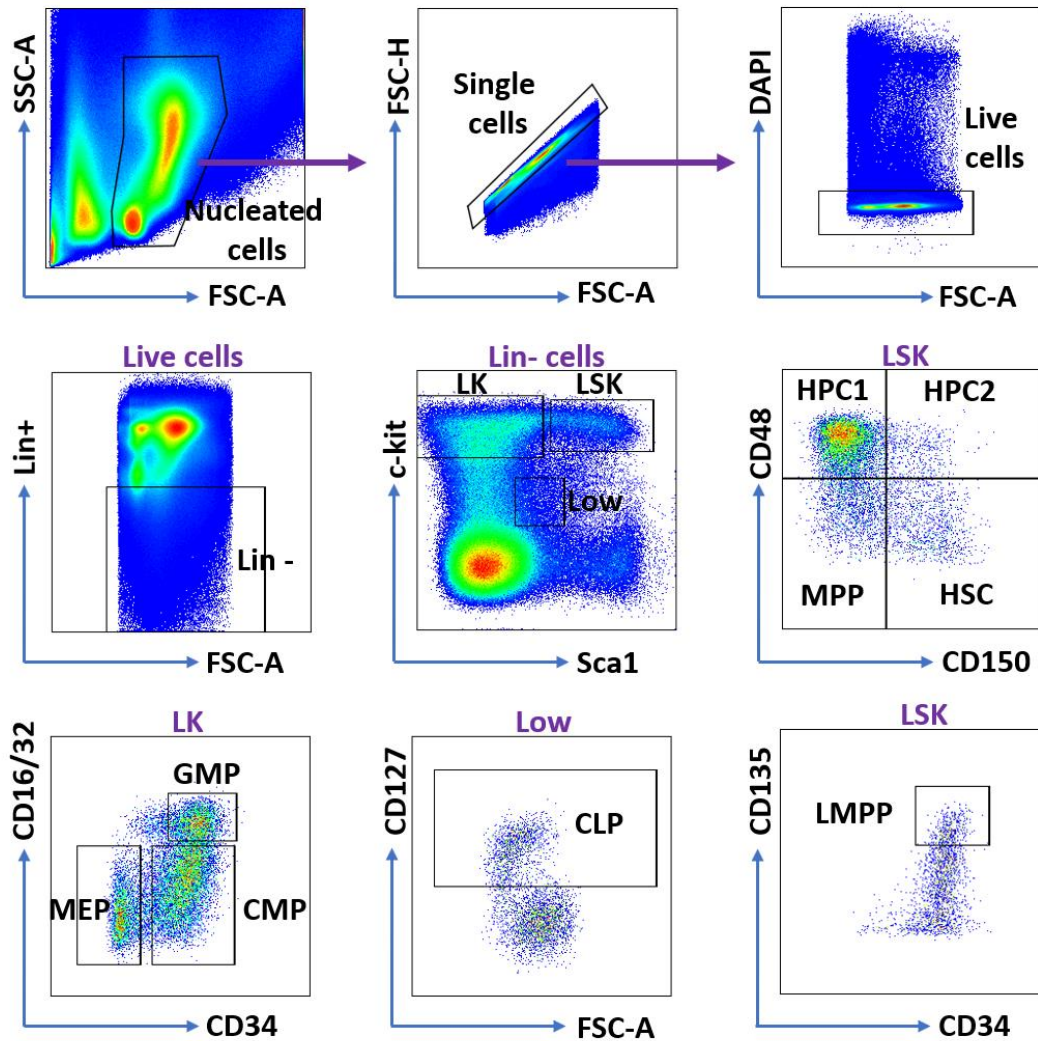 SSC-A
Nucleated
cells
FSC-A
FSC-H
Single
cells
FSC-A
DAPI
Live
cells
FSC-A
Live cells
Lin+
Lin -
FSC-A
Lin- cells
LK
LSK
c-kit
Low
Sca1
LSK
HPC1
HPC2
CD48
MPP
HSC
CD150
LK
CD16/32
GMP
MEP
CMP
CD34
Low
CD127
CLP
FSC-A
LSK
CD135
LMPP
CD34